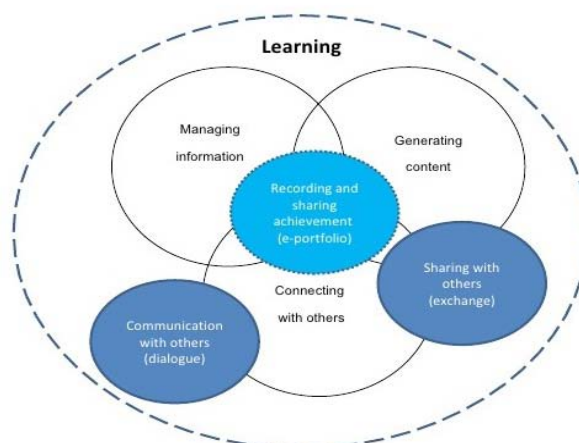 Learning
Managing
information
Generating
content
Recording and
sharing
achievement
(e-portfolio)
Sharing with
others
(exchange)
Connecting
with others
Communication
with others
(dialogue)